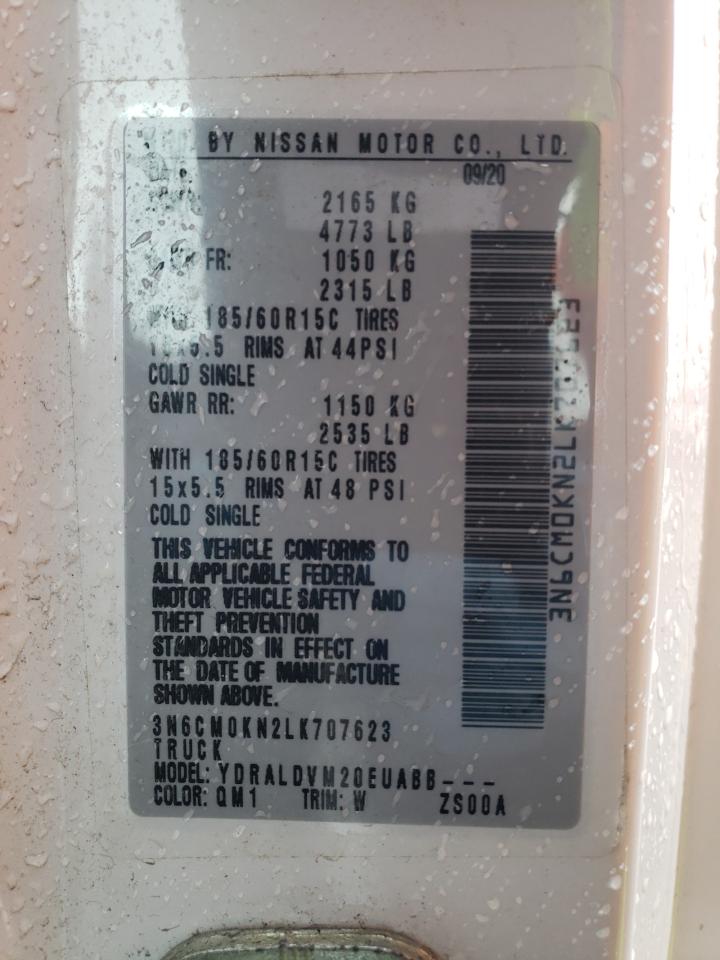 BY NISSAN MOTOR CO., LTD.
09/20
2165 KG
4773 LB
FR: 1050 KG
2315 LB
WITH 185/60R15C TIRES
15x5.5 RIMS AT 44PSI
COLD SINGLE
GAWR RR: 1150 KG
2535 LB
WITH 185/60R15C TIRES
15x5.5 RIMS AT 48 PSI
COLD SINGLE
THIS VEHICLE CONFORMS TO
ALL APPLICABLE FEDERAL
MOTOR VEHICLE SAFETY AND
THEFT PREVENTION
STANDARDS IN EFFECT ON
THE DATE OF MANUFACTURE
SHOWN ABOVE.
3N6CM0KN2LK707623
TRUCK
MODEL: YDRALDVM20EUABB---
COLOR: QM1 TRIM: W ZS00A